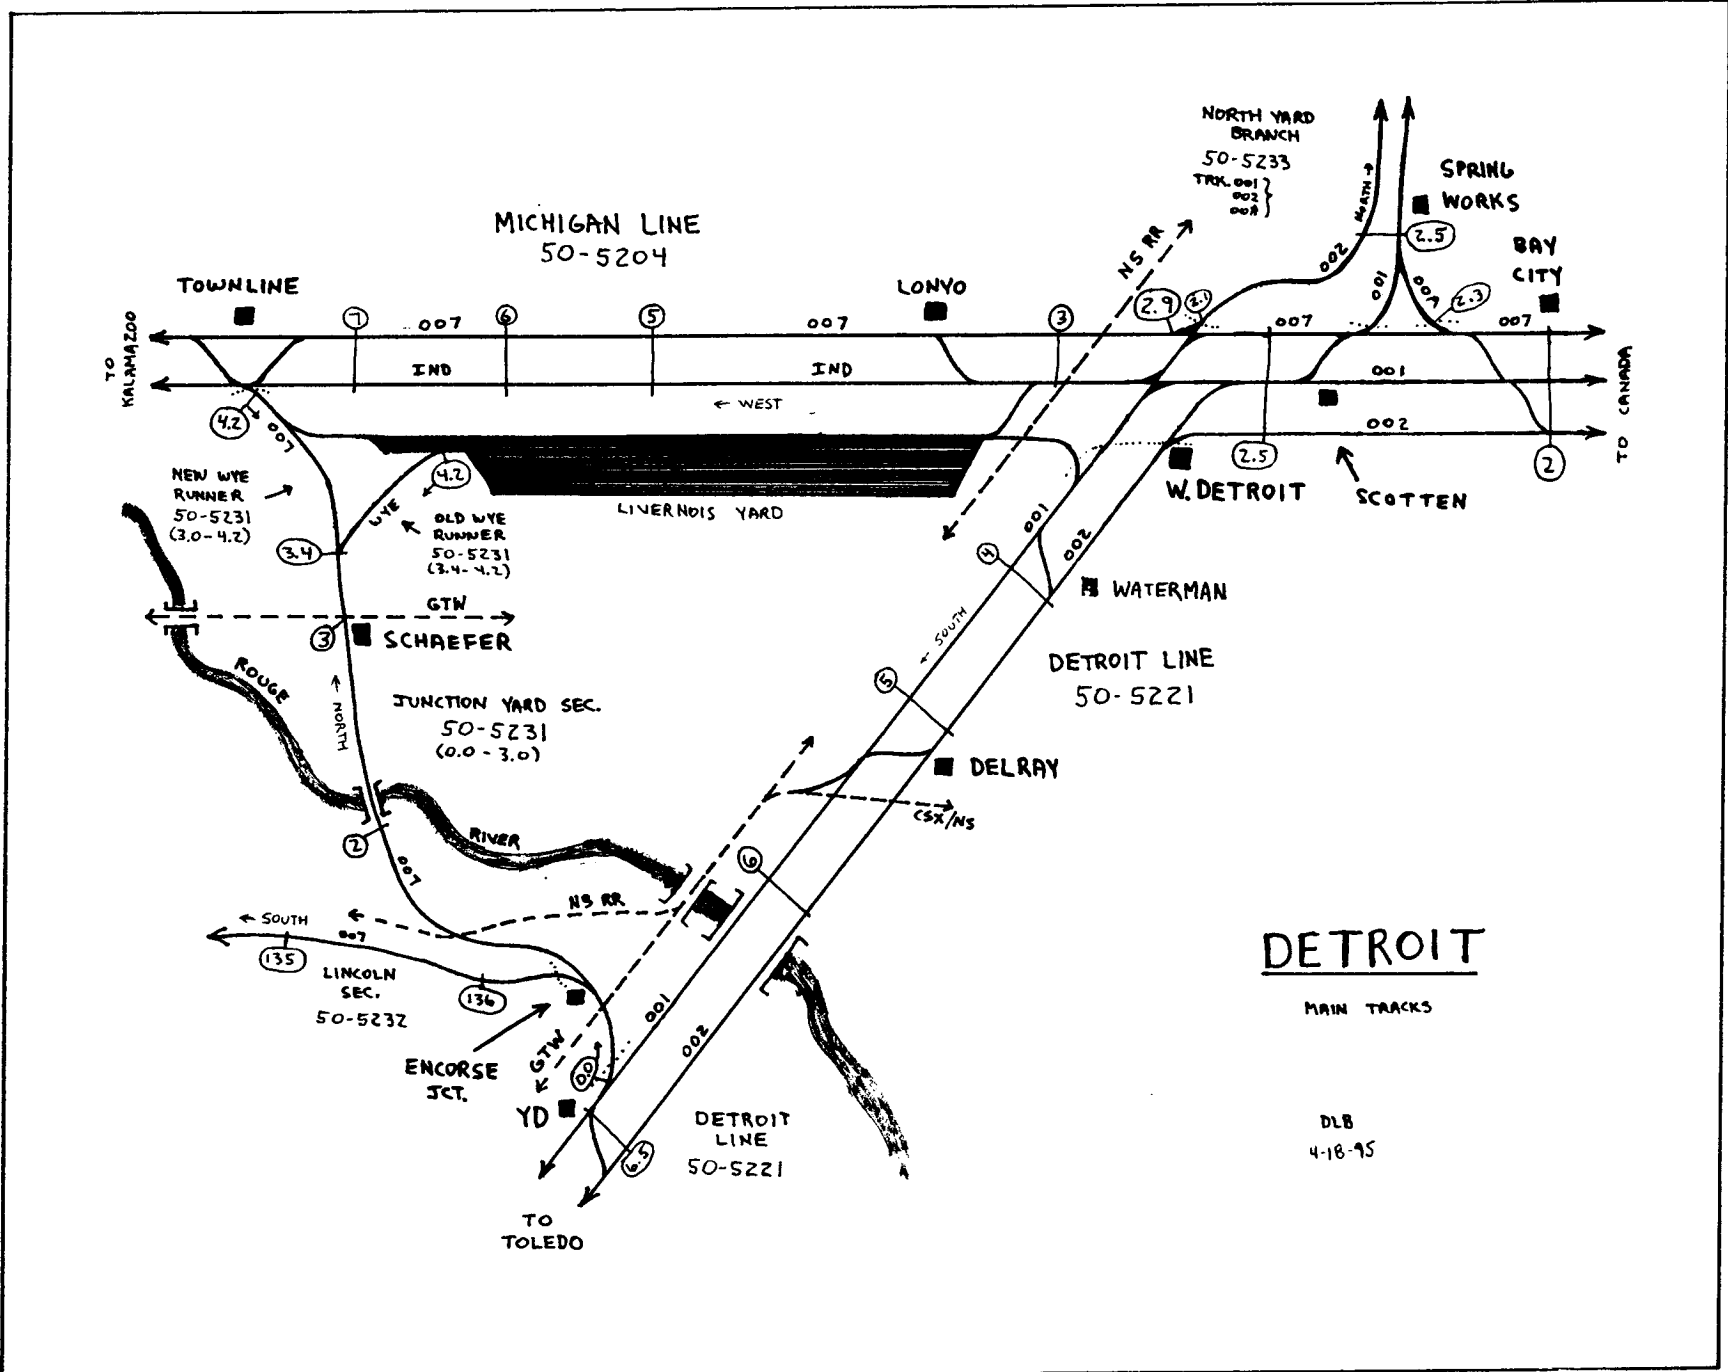 NORTH YARD
BRANCH
50-5233
TRK. 001
002
00A
NORTH →
SPRING
WORKS
2.5
BAY
CITY
MICHIGAN LINE
50-5204
NS RR
002
001
00A
2.3
TOWNLINE
LONYO
2.9
2.1
7
007
6
5
007
3
007
007
TO
KALAMAZOO
IND
IND
001
← WEST
TO CANADA
4.2
007
002
2.5
2
NEW WYE
RUNNER
50-5231
(3.0-4.2)
4.2
WYE
OLD WYE
RUNNER
50-5231
(3.4-4.2)
LIVERNOIS YARD
W. DETROIT
SCOTTEN
001
002
3.4
4
WATERMAN
GTW
3
SCHAEFER
← SOUTH
ROUGE
← NORTH
JUNCTION YARD SEC.
50-5231
(0.0 - 3.0)
5
DETROIT LINE
50-5221
DELRAY
CSX/NS
2
RIVER
007
6
NS RR
← SOUTH
007
135
LINCOLN
SEC.
50-5232
136
DETROIT
MAIN TRACKS
001
002
ENCORSE
JCT.
GTW
0.0
YD
DETROIT
LINE
50-5221
6.5
DLB
4-18-95
TO
TOLEDO